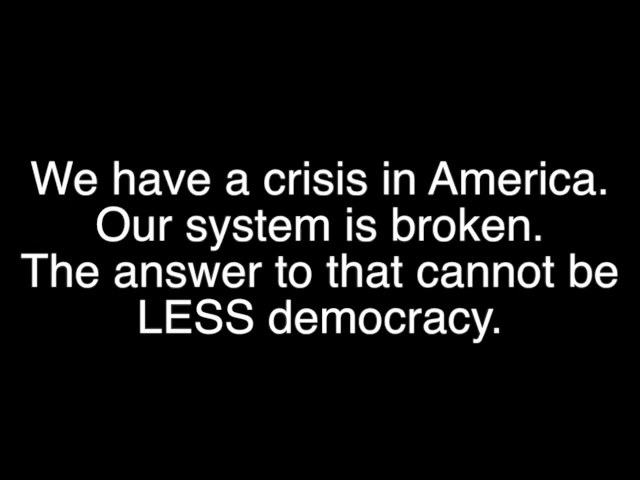 We have a crisis in America.
Our system is broken.
The answer to that cannot be
LESS democracy.